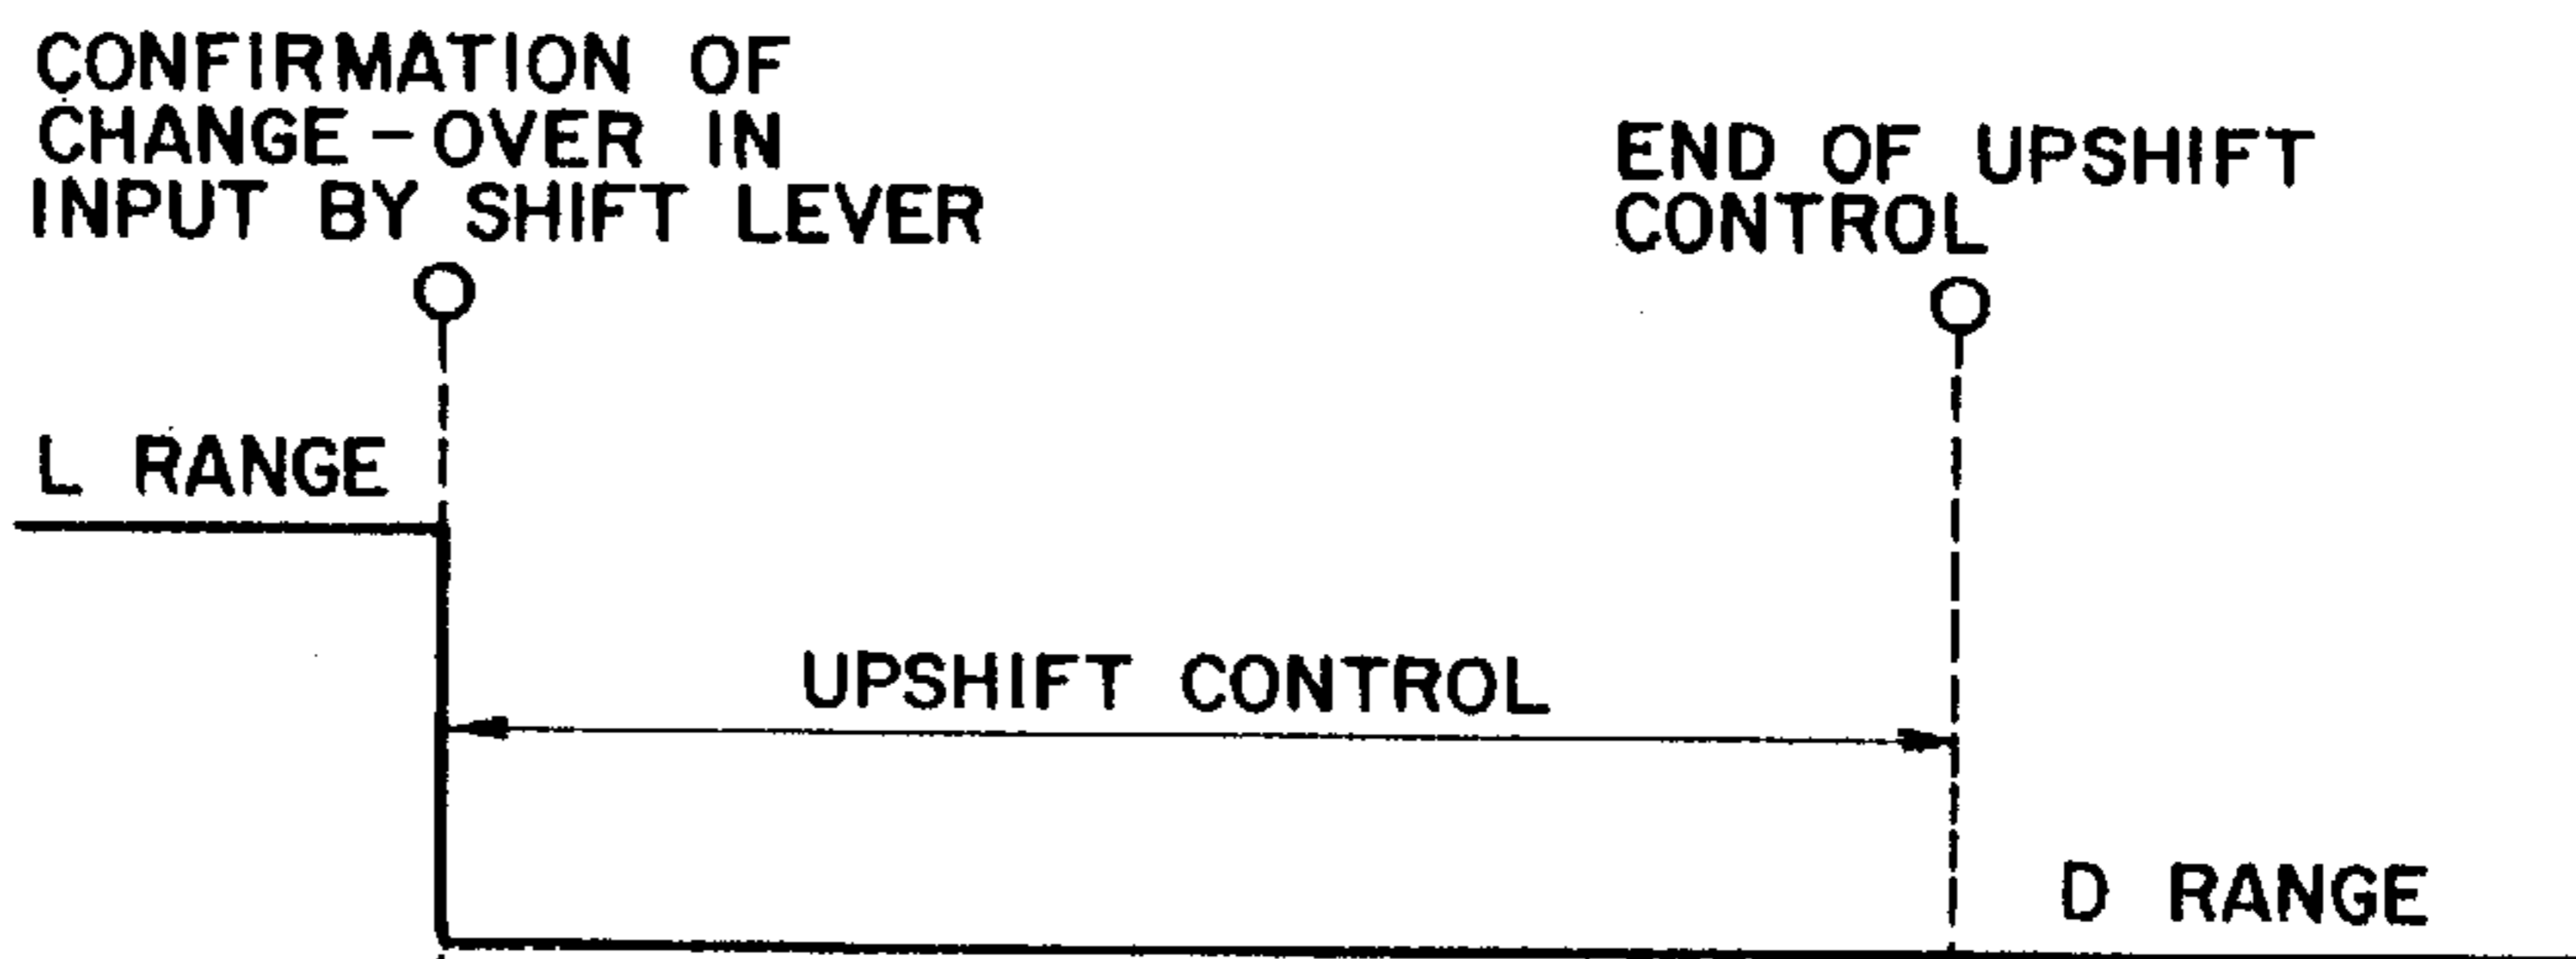 CONFIRMATION OF
CHANGE-OVER IN
INPUT BY SHIFT LEVER
END OF UPSHIFT
CONTROL
L RANGE
UPSHIFT CONTROL
D RANGE